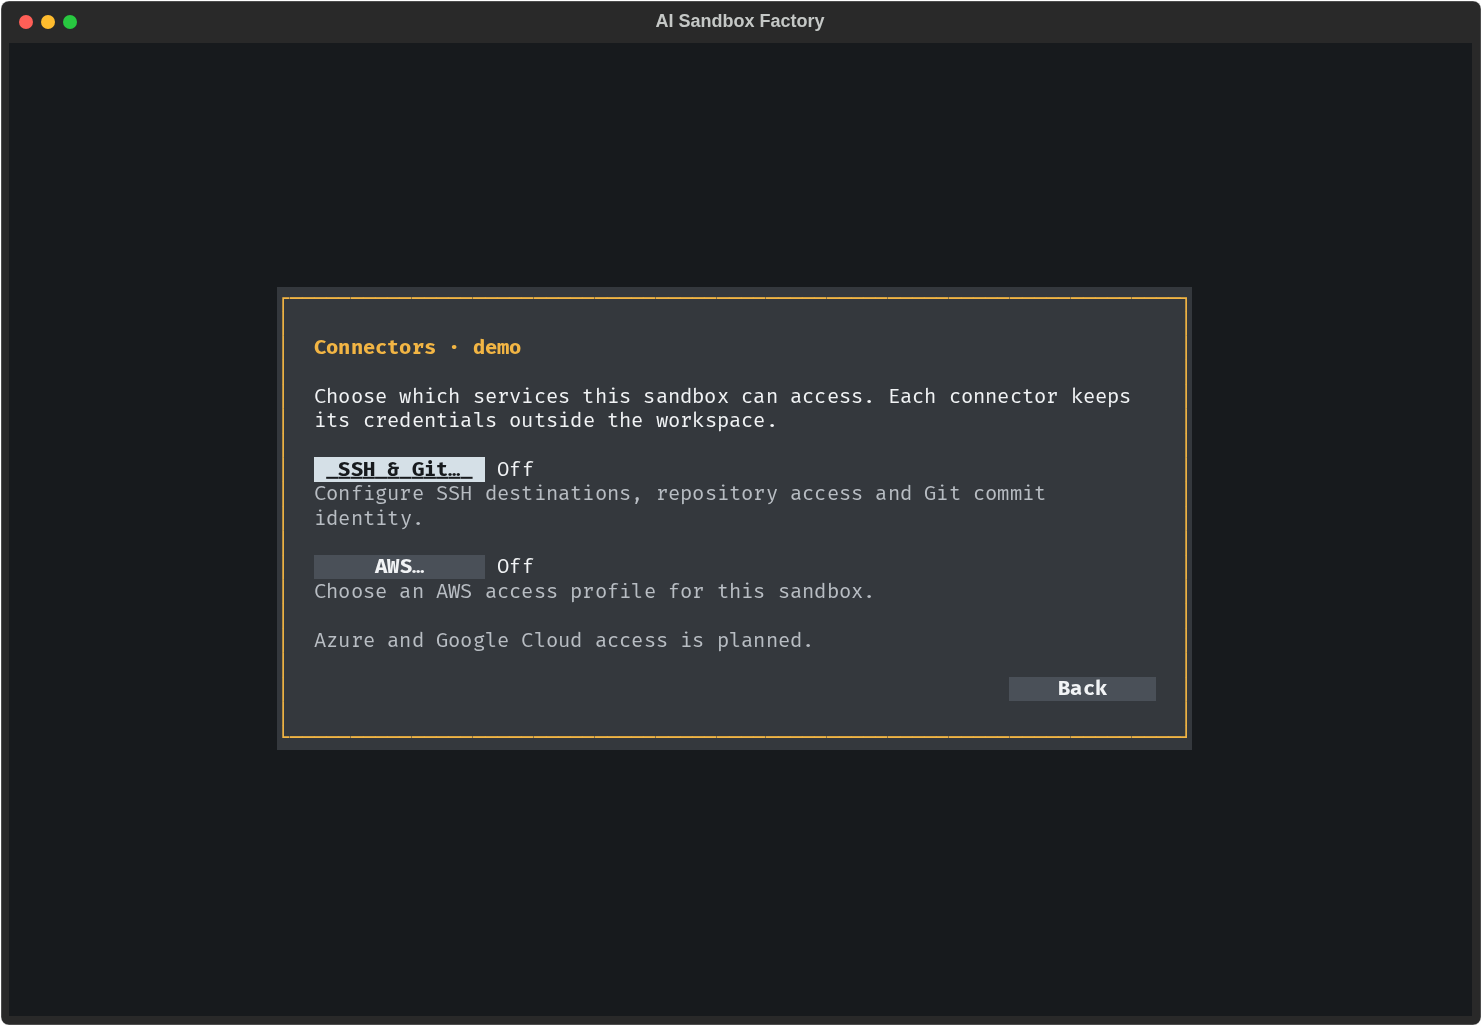 AI Sandbox Factory
Connectors · demo
Choose which services this sandbox can access. Each connector keeps
its credentials outside the workspace.
SSH & Git… Off
Configure SSH destinations, repository access and Git commit
identity.
AWS… Off
Choose an AWS access profile for this sandbox.
Azure and Google Cloud access is planned.
Back